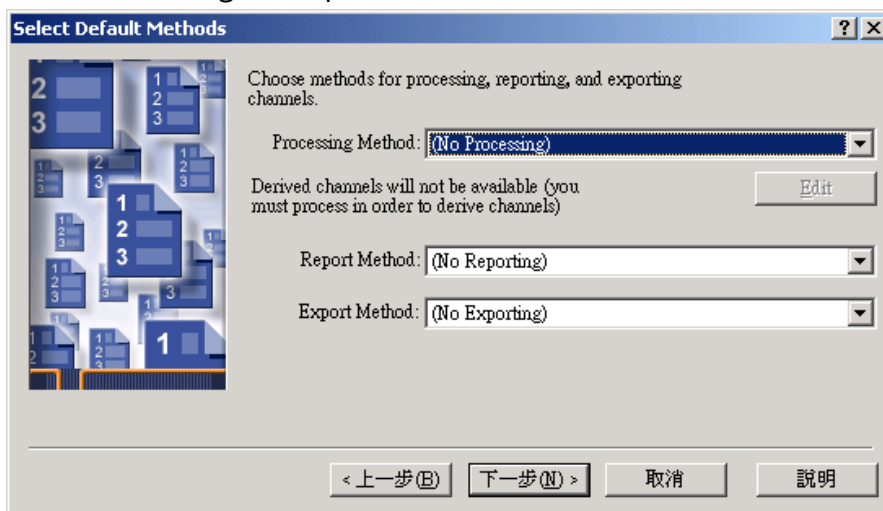 Select Default Methods
Choose methods for processing, reporting, and exporting
channels.
Processing Method: (No Processing)
Derived channels will not be available (you
must process in order to derive channels)
Edit
Report Method: (No Reporting)
Export Method: (No Exporting)
<上一步(B) 下一步(N) > 取消 說明